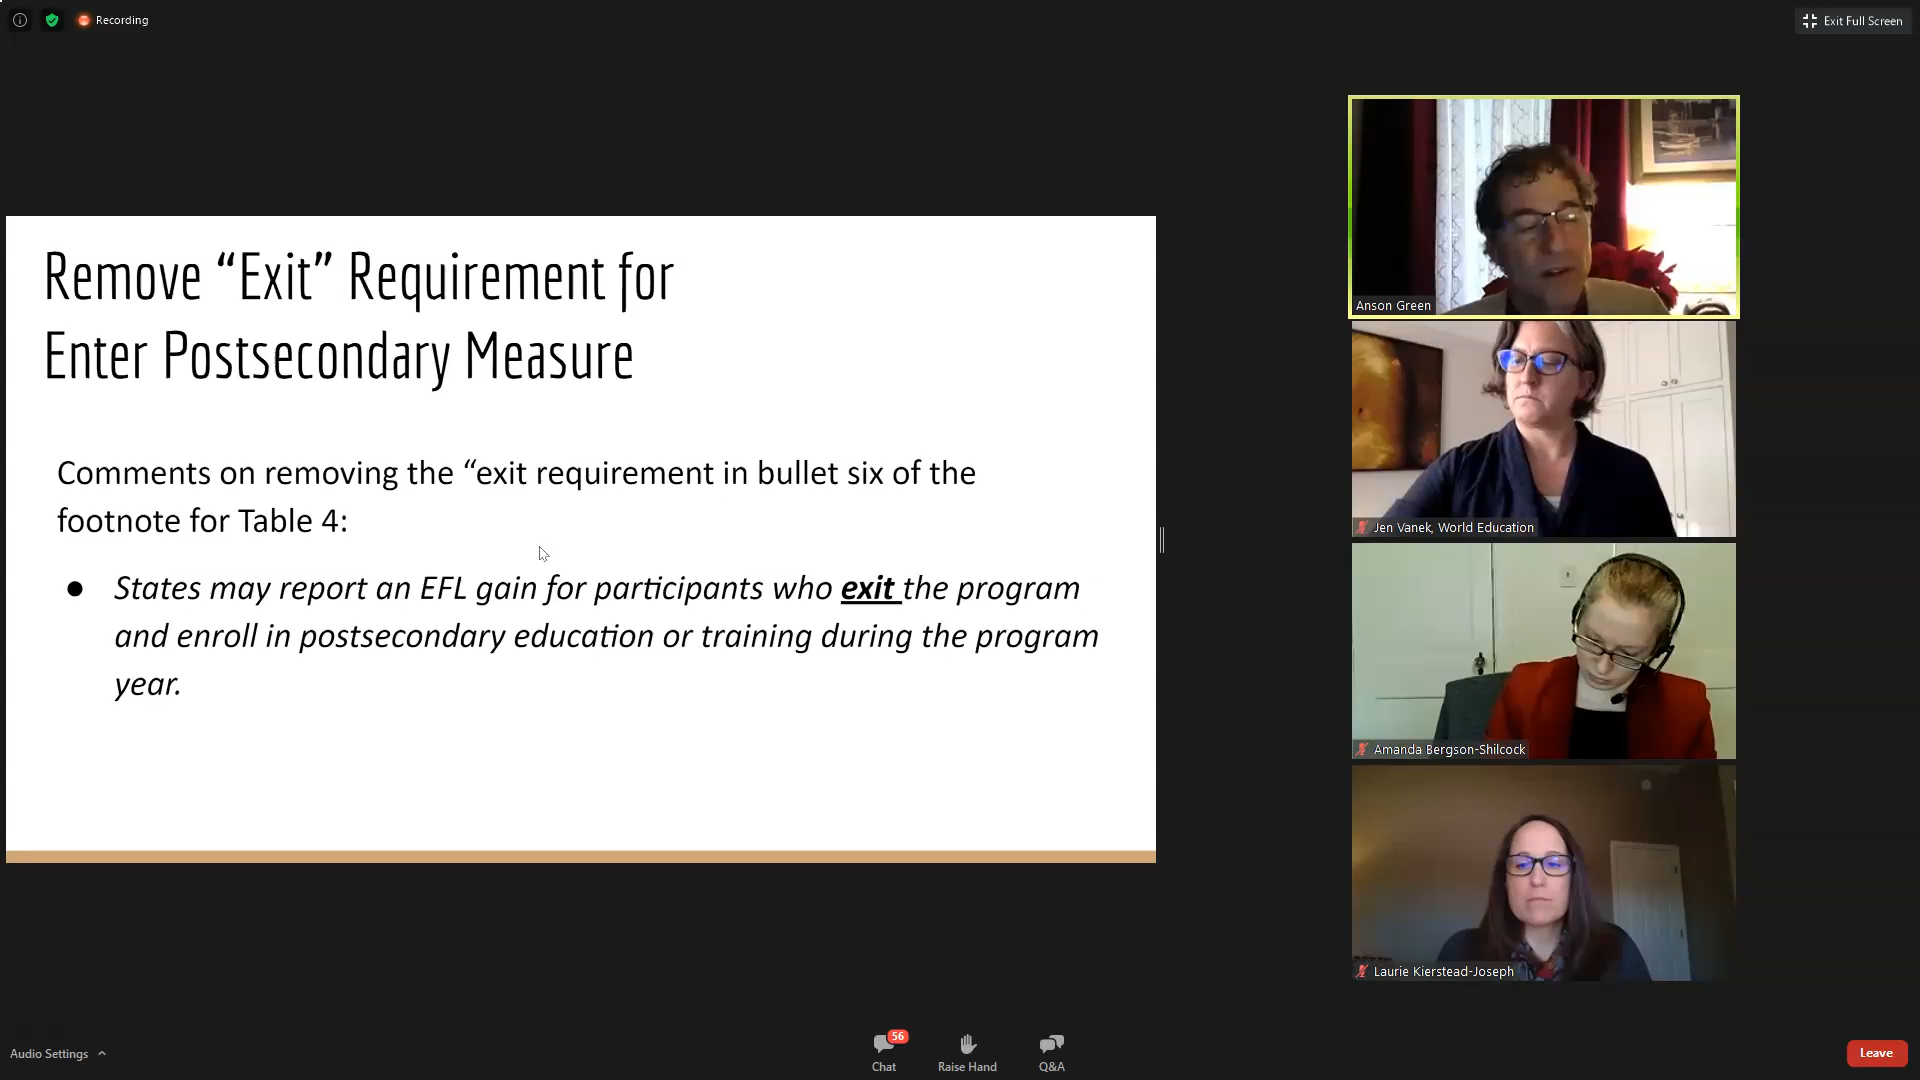 Recording
Exit Full Screen
Remove “Exit” Requirement for
Enter Postsecondary Measure
Comments on removing the “exit requirement in bullet six of the
footnote for Table 4:
● States may report an EFL gain for participants who exit the program
and enroll in postsecondary education or training during the program
year.
Anson Green
Jen Vanek, World Education
Amanda Bergson-Shilcock
Laurie Kierstead-Joseph
Audio Settings
56
Chat
Raise Hand
Q&A
Leave